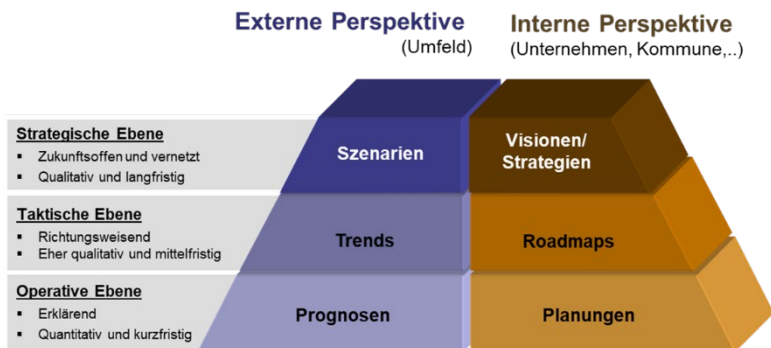 Externe Perspektive
(Umfeld)
Interne Perspektive
(Unternehmen, Kommune,..)
Strategische Ebene
▪ Zukunftsoffen und vernetzt
▪ Qualitativ und langfristig
Szenarien
Visionen/
Strategien
Taktische Ebene
▪ Richtungsweisend
▪ Eher qualitativ und mittelfristig
Trends
Roadmaps
Operative Ebene
▪ Erklärend
▪ Quantitativ und kurzfristig
Prognosen
Planungen